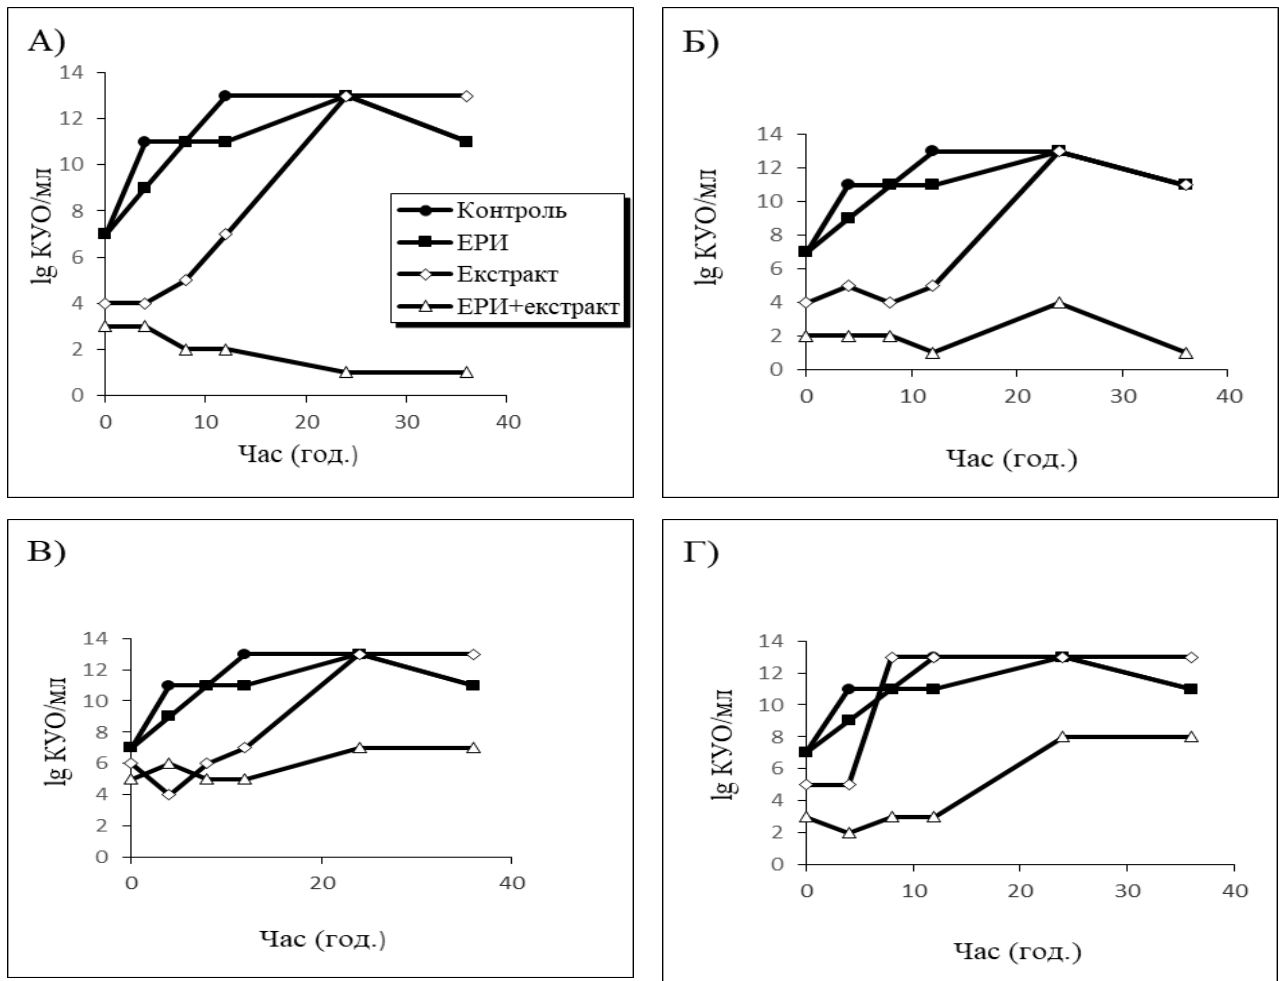 А)
14
12
10
8
6
4
2
0
0 10 20 30 40
lg КУО/мл
Час (год.)
Контроль
ЕРИ
Екстракт
ЕРИ+екстракт
Б)
14
12
10
8
6
4
2
0
0 10 20 30 40
lg КУО/мл
Час (год.)
В)
14
12
10
8
6
4
2
0
0 20 40
lg КУО/мл
Час (год.)
Г)
14
12
10
8
6
4
2
0
0 10 20 30 40
lg КУО/мл
Час (год.)